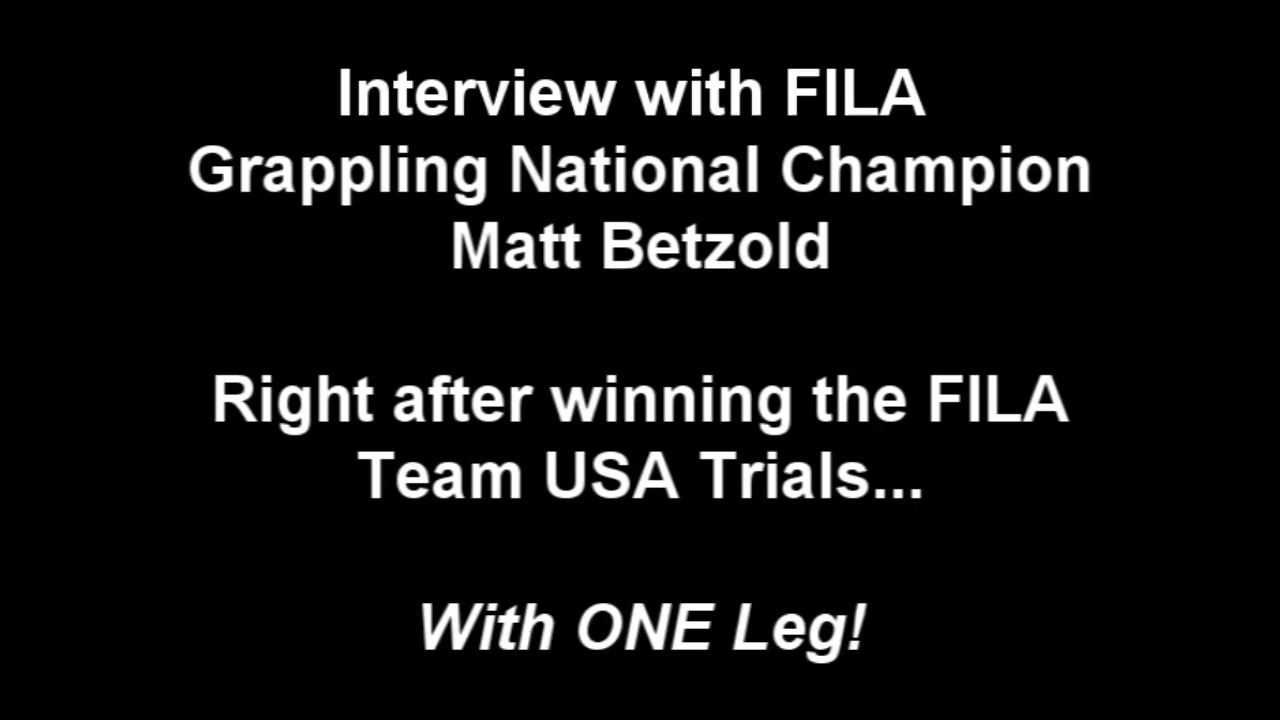 Interview with FILA
Grappling National Champion
Matt Betzold
Right after winning the FILA
Team USA Trials...
With ONE Leg!